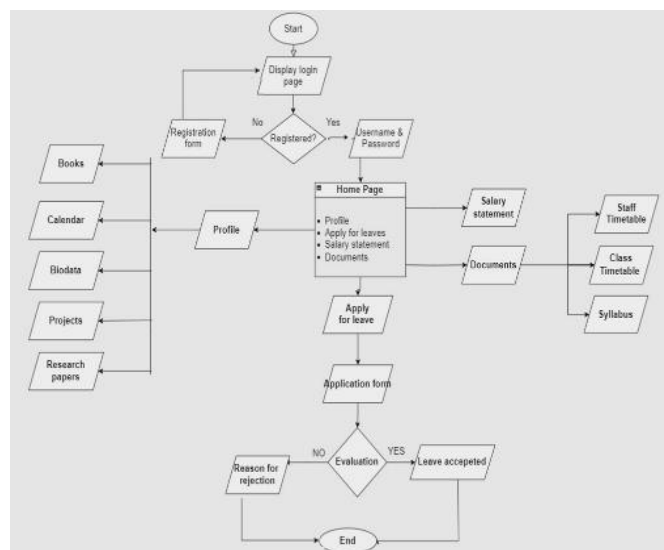 Start
Display login
page
No
Yes
Registration
form
Registered?
Username &
Password
Books
Calendar
Biodata
Projects
Research
papers
Profile
Home Page
Profile
Apply for leaves
Salary statement
Documents
Salary
statement
Documents
Staff
Timetable
Class
Timetable
Syllabus
Apply
for leave
Application form
NO
YES
Evaluation
Reason for
rejection
Leave accepeted
End